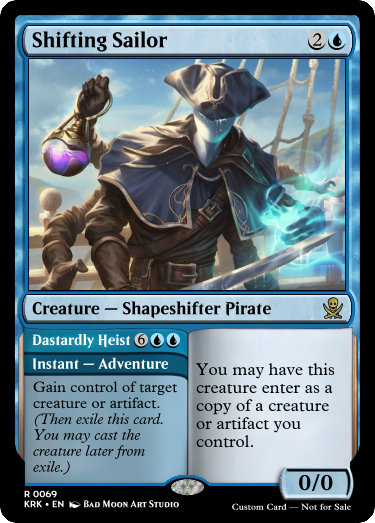 Shifting Sailor 2
Creature — Shapeshifter Pirate
Dastardly Heist 6
Instant — Adventure
Gain control of target
creature or artifact.
(Then exile this card.
You may cast the
creature later from
exile.)
You may have this
creature enter as a
copy of a creature
or artifact you
control.
0/0
R 0069
KRK • EN Bad Moon Art Studio
Custom Card — Not for Sale